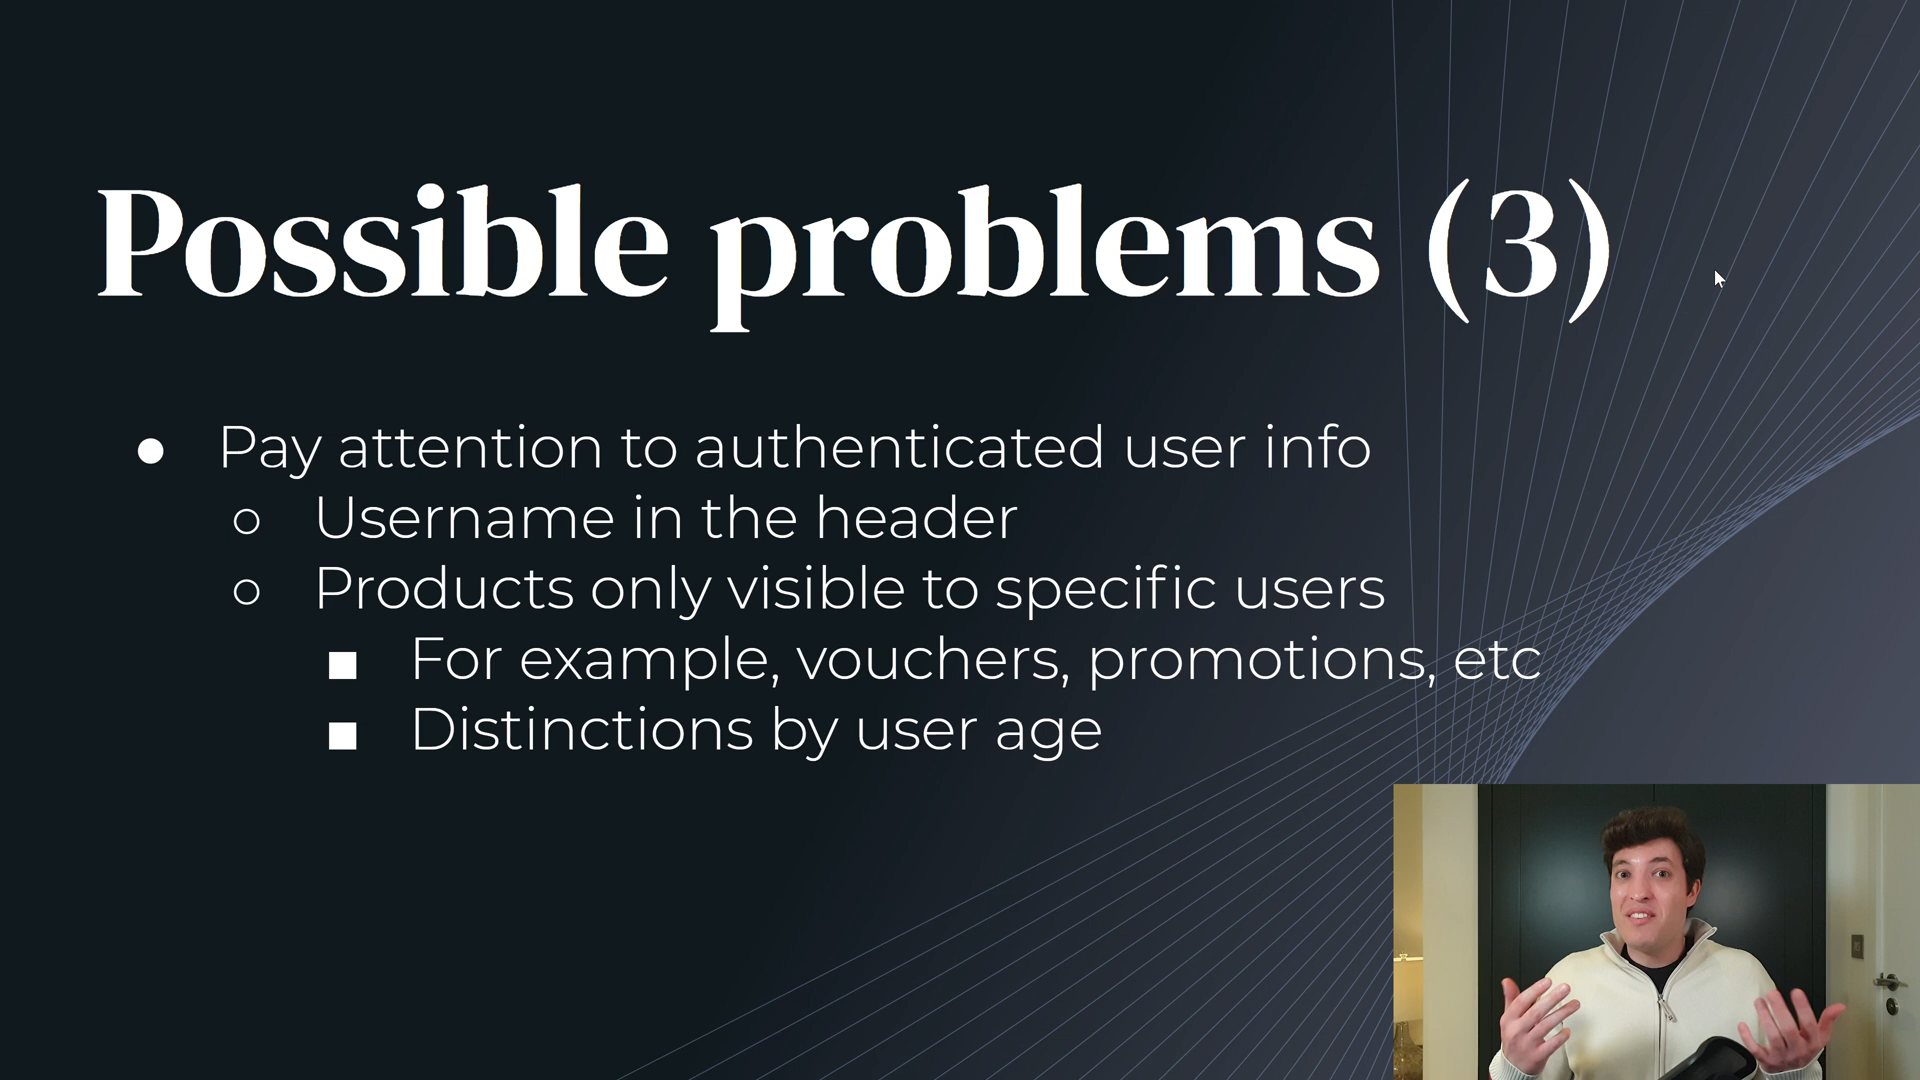 Possible problems (3)
● Pay attention to authenticated user info
○ Username in the header
○ Products only visible to specific users
■ For example, vouchers, promotions, etc
■ Distinctions by user age